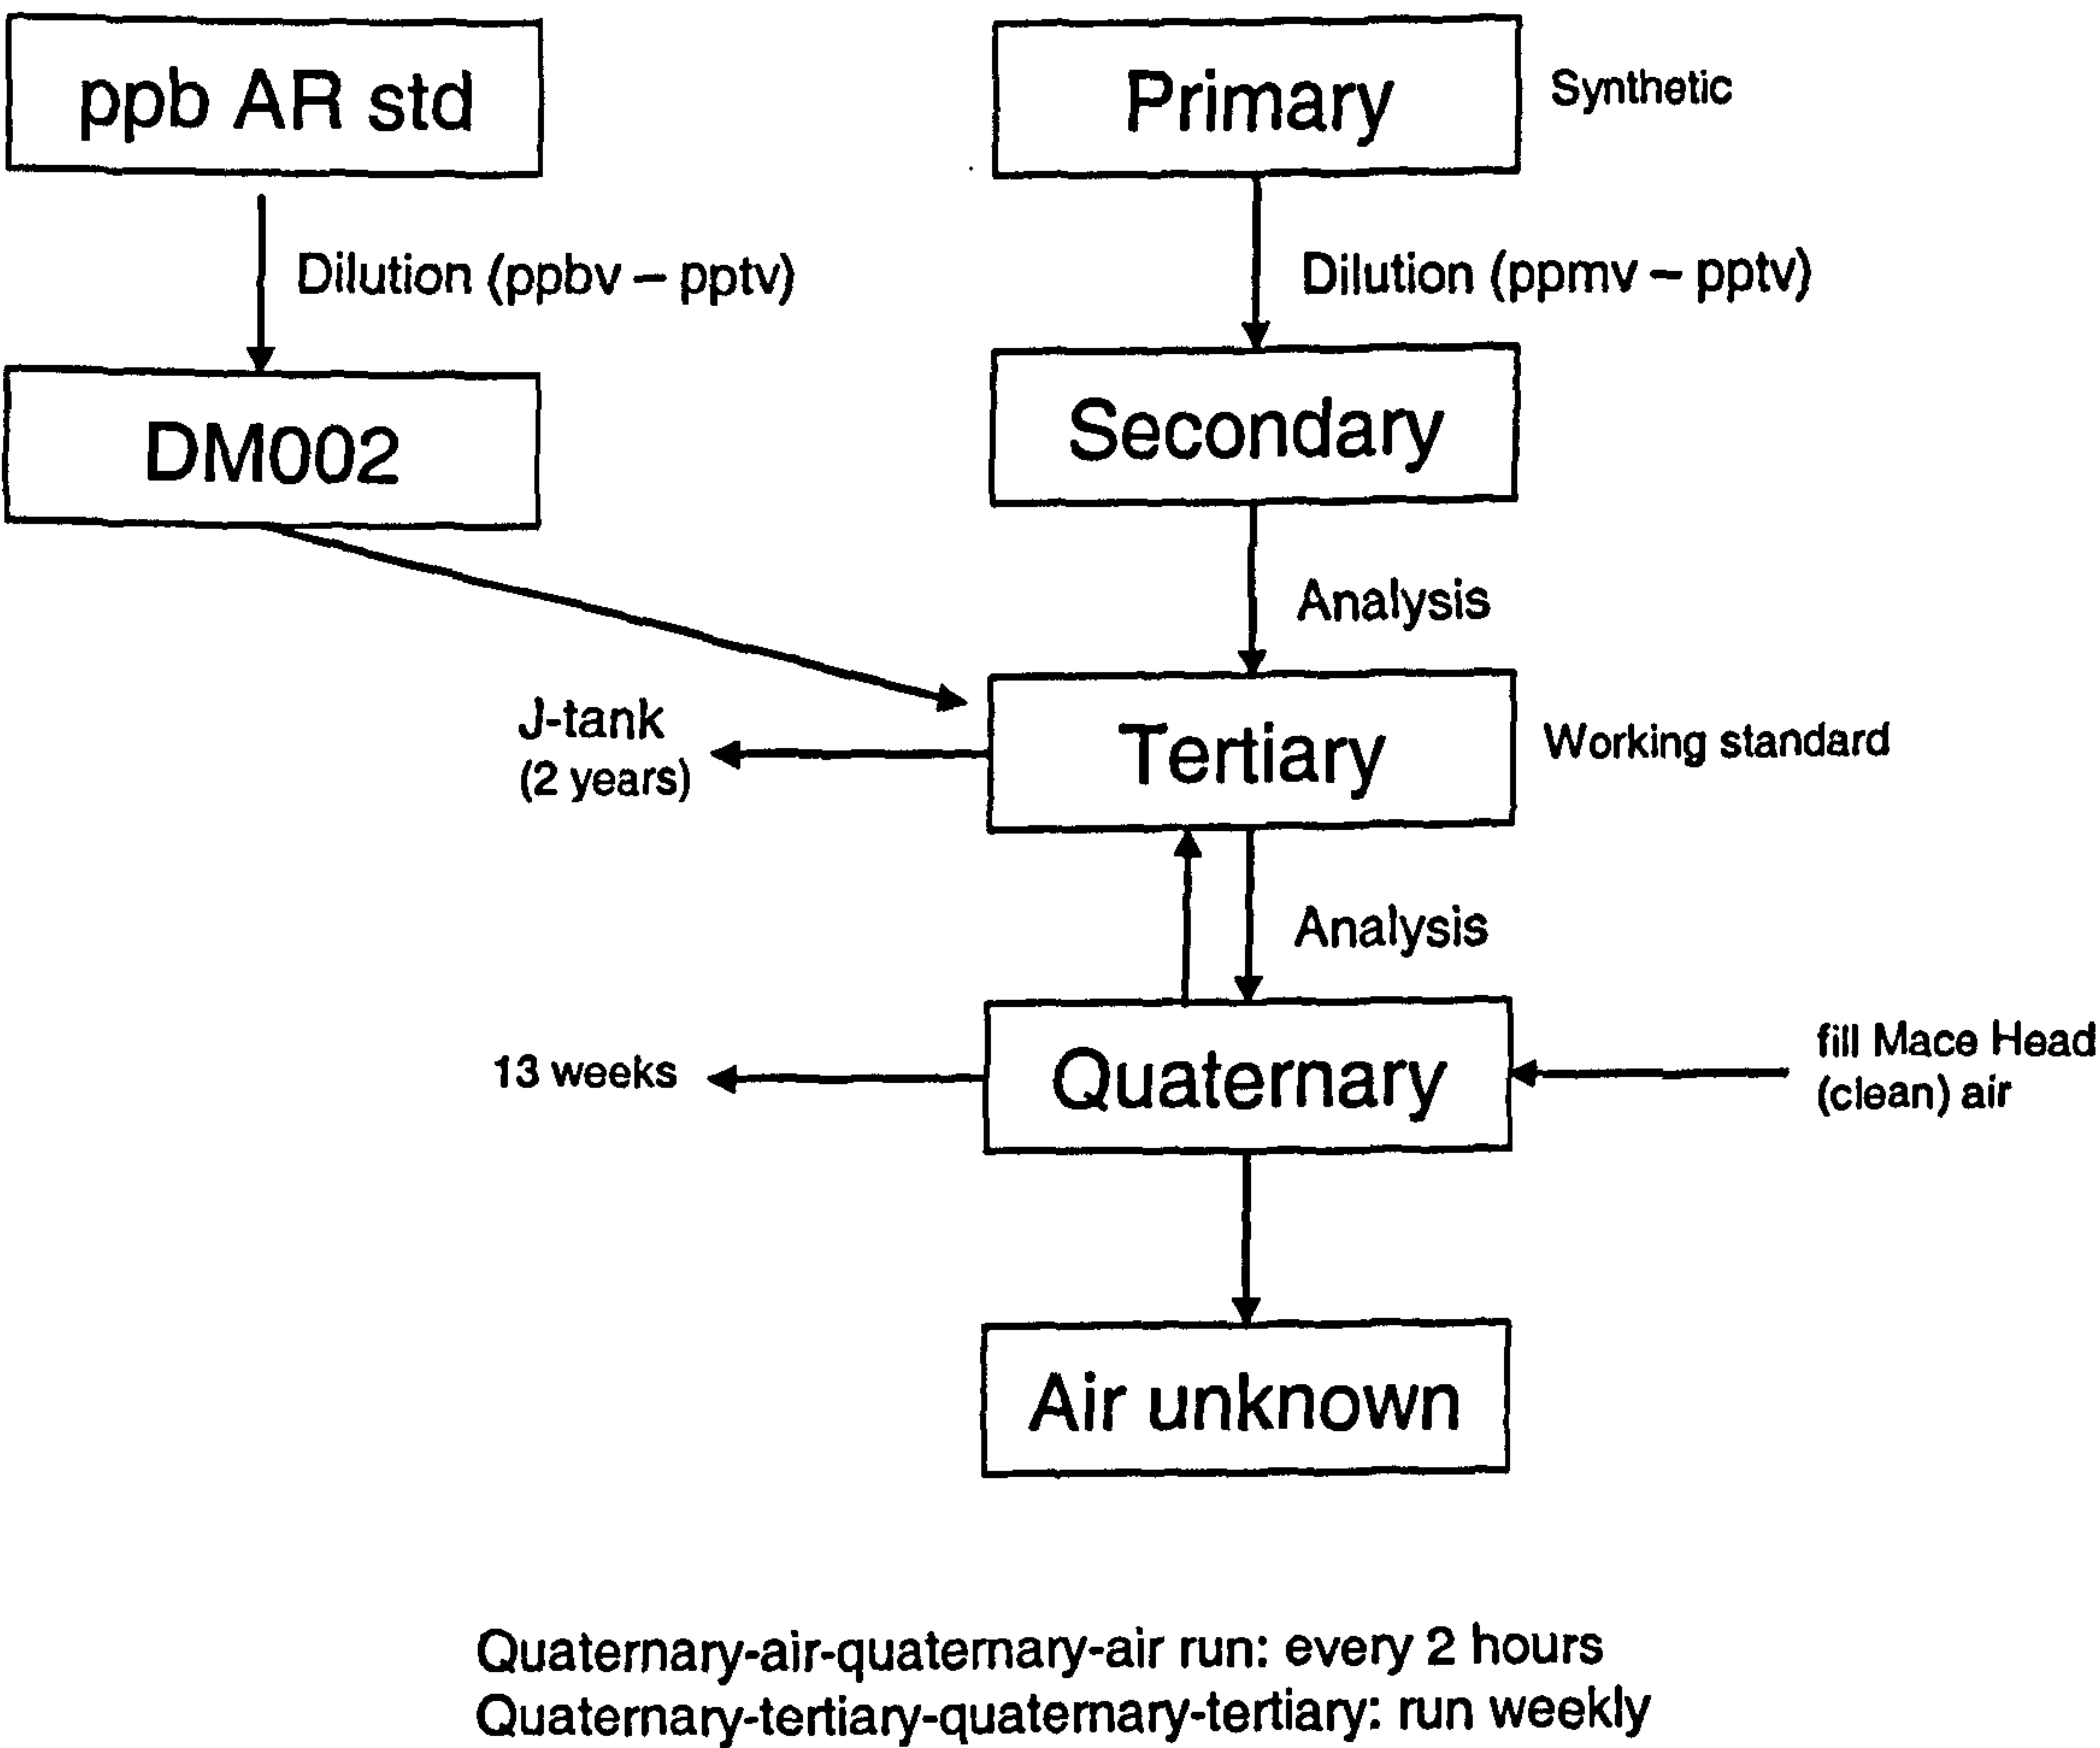 ppb AR std
Primary
Synthetic
Dilution (ppbv – pptv)
Dilution (ppmv – pptv)
DM002
Secondary
Analysis
J-tank
(2 years)
Tertiary
Working standard
Analysis
13 weeks
Quaternary
fill Mace Head
(clean) air
Air unknown
Quaternary-air-quaternary-air run: every 2 hours
Quaternary-tertiary-quaternary-tertiary: run weekly